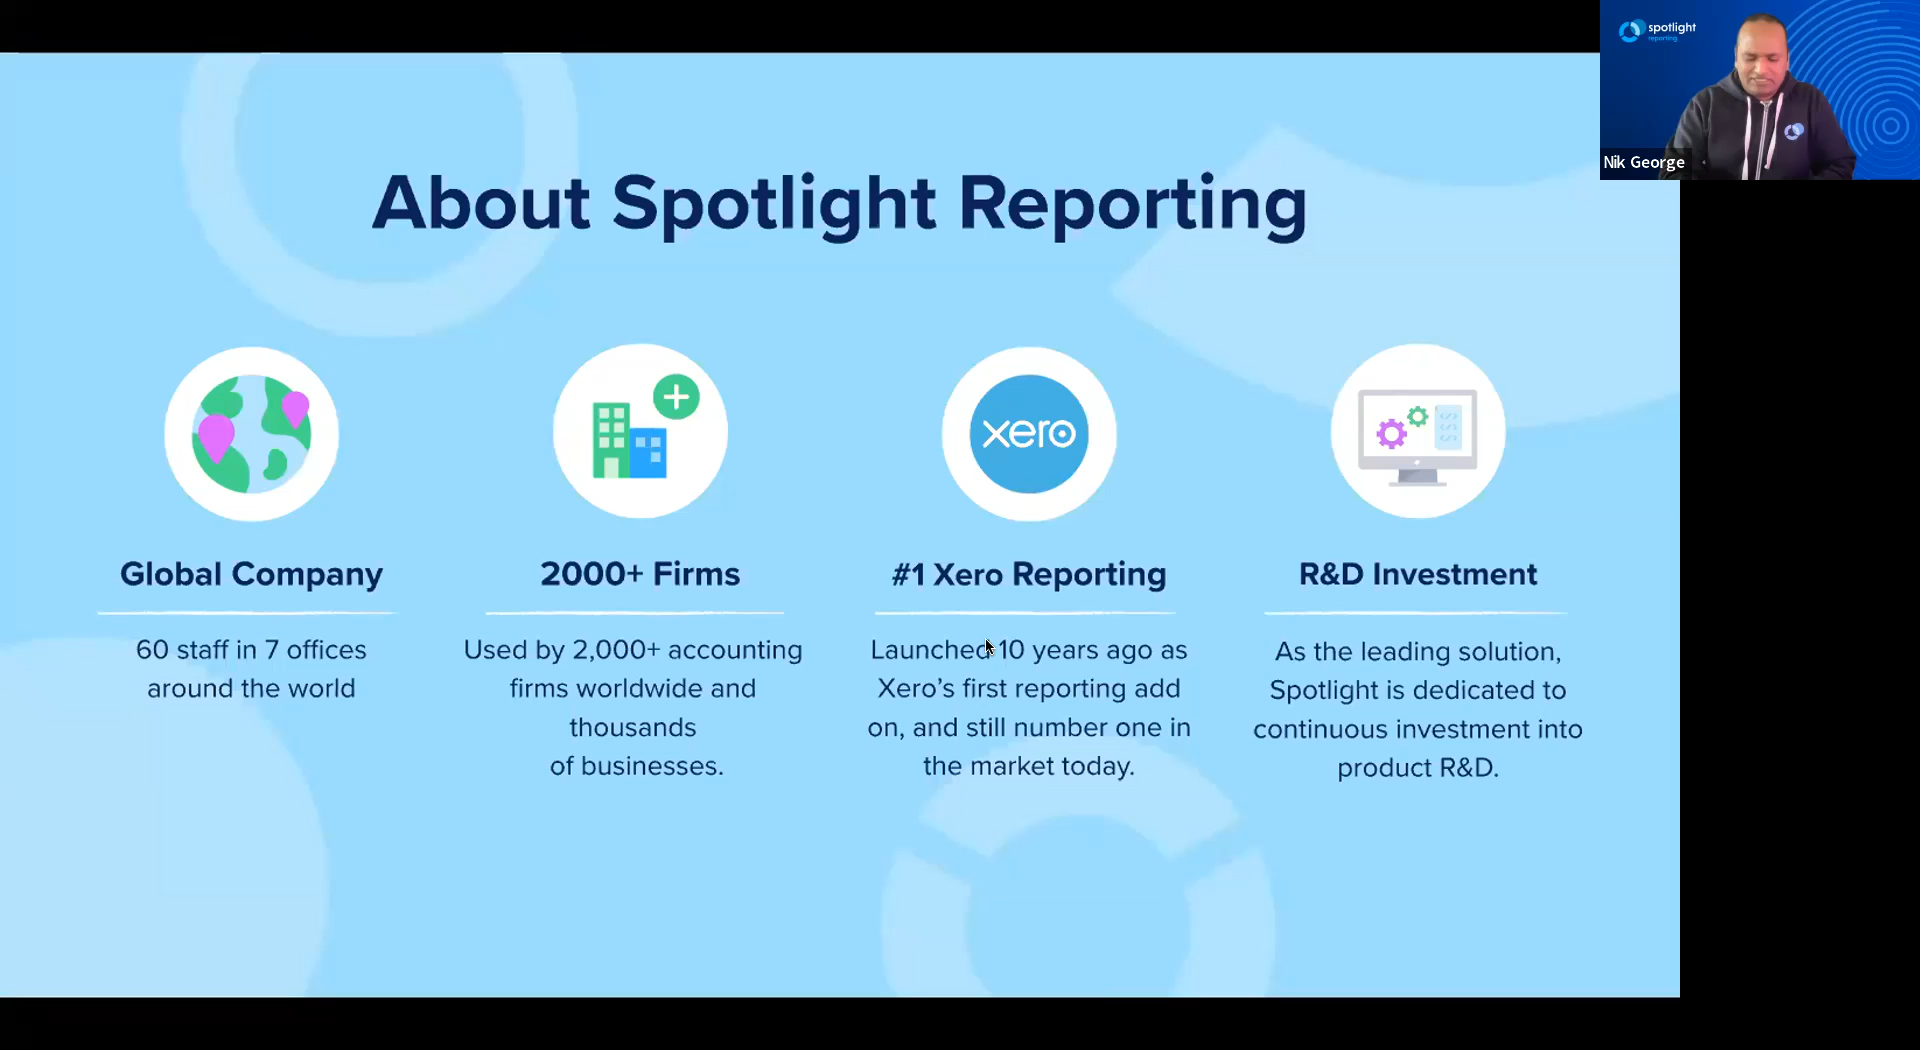 About Spotlight Reporting
spotlight
reporting
Nik George
xero
Global Company
60 staff in 7 offices
around the world
2000+ Firms
Used by 2,000+ accounting
firms worldwide and
thousands
of businesses.
#1 Xero Reporting
Launched 10 years ago as
Xero’s first reporting add
on, and still number one in
the market today.
R&D Investment
As the leading solution,
Spotlight is dedicated to
continuous investment into
product R&D.